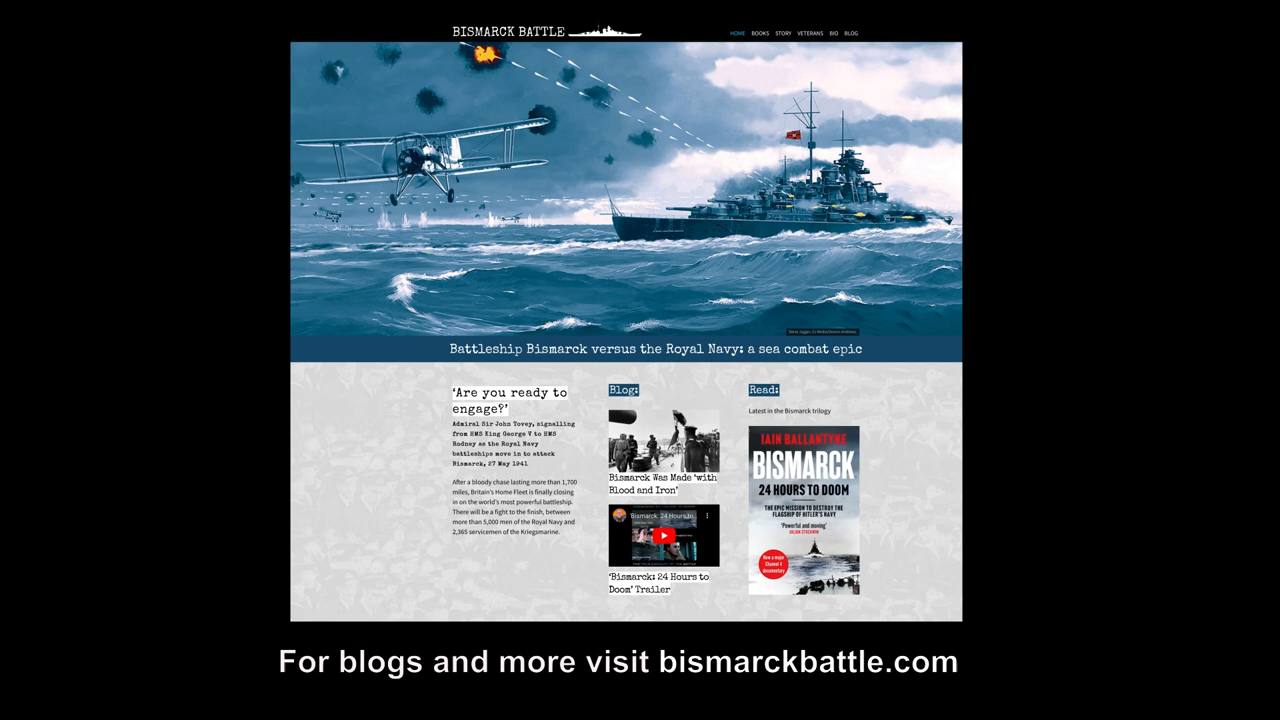 BISMARCK BATTLE
HOME BOOKS STORY VETERANS BIO BLOG
Battleship Bismarck versus the Royal Navy: a sea combat epic
‘Are you ready to
engage?’
Admiral Sir John Tovey, signalling
from HMS King George V to HMS
Rodney as the Royal Navy
battleships move in to attack
Bismarck, 27 May 1941
After a bloody chase lasting more than 1,700
miles, Britain's Home Fleet is finally closing
in on the world's most powerful battleship.
There will be a fight to the finish, between
more than 5,000 men of the Royal Navy and
2,365 servicemen of the Kriegsmarine.
Blog:
Bismarck Was Made ‘with
Blood and Iron’
Bismarck: 24 Hours to...
‘Bismarck: 24 Hours to
Doom’ Trailer
Read:
Latest in the Bismarck trilogy
IAIN BALLANTYNE
BISMARCK
24 HOURS TO DOOM
THE EPIC MISSION TO DESTROY THE
FLAGSHIP OF HITLER'S NAVY
‘Powerful and moving’
JULIAN STOCKWIN
Now a major
Channel 4
documentary
For blogs and more visit bismarckbattle.com